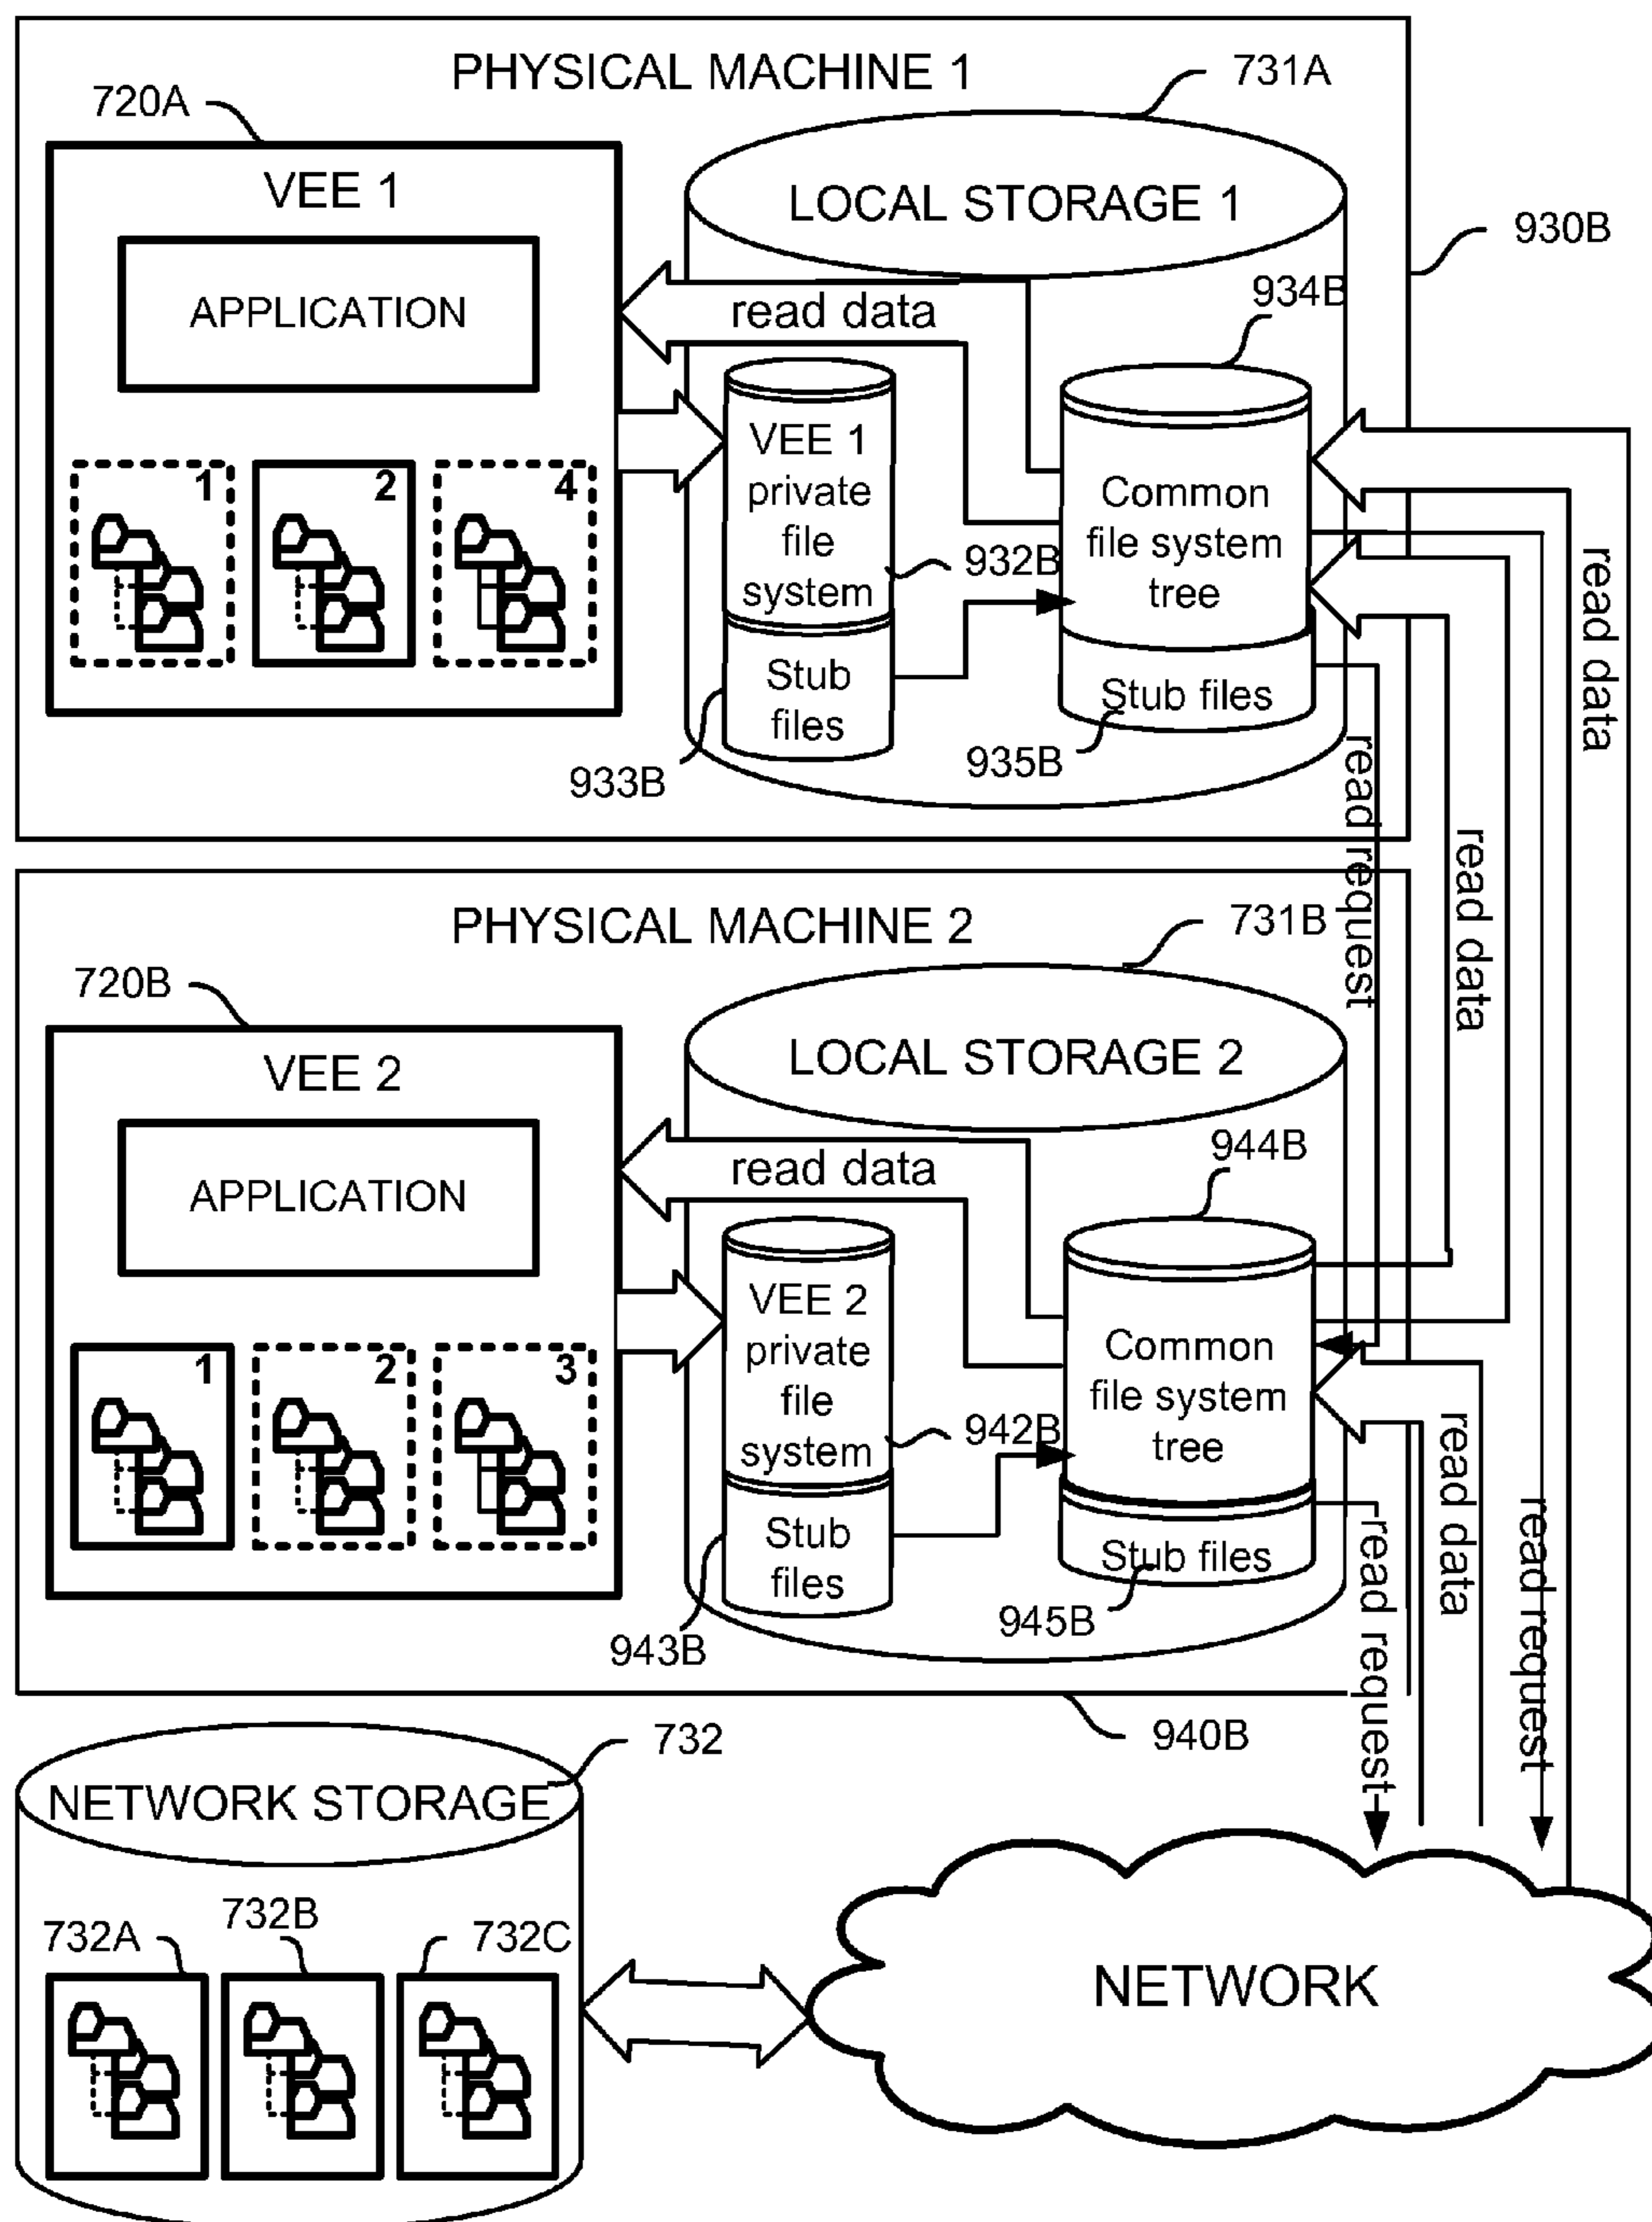 PHYSICAL MACHINE 1
731A
720A
VEE 1
LOCAL STORAGE 1
930B
934B
APPLICATION
read data
VEE 1
private
file
system
1
2
4
Common
file system
tree
932B
read data
Stub
files
Stub files
933B
935B
read request
read data
PHYSICAL MACHINE 2
731B
720B
VEE 2
LOCAL STORAGE 2
944B
APPLICATION
read data
VEE 2
private
file
system
1
2
3
Common
file system
tree
942B
read data
Stub
files
Stub files
943B
945B
read request
read request
940B
732
NETWORK STORAGE
732A
732B
732C
NETWORK